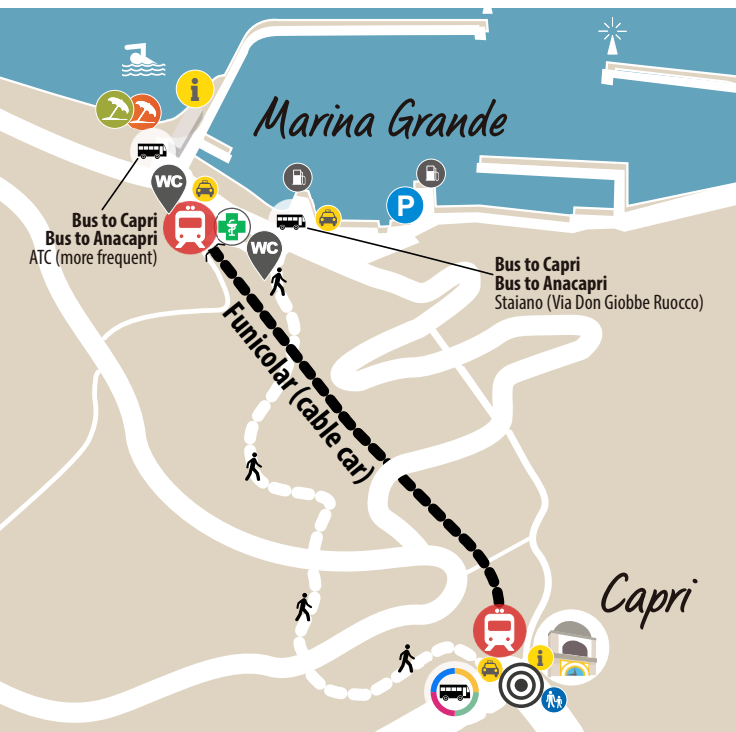 i
Marina Grande
WC
P
Bus to Capri
Bus to Anacapri
ATC (more frequent)
WC
Bus to Capri
Bus to Anacapri
Staiano (Via Don Giobbe Ruocco)
Funicolar (cable car)
Capri
i